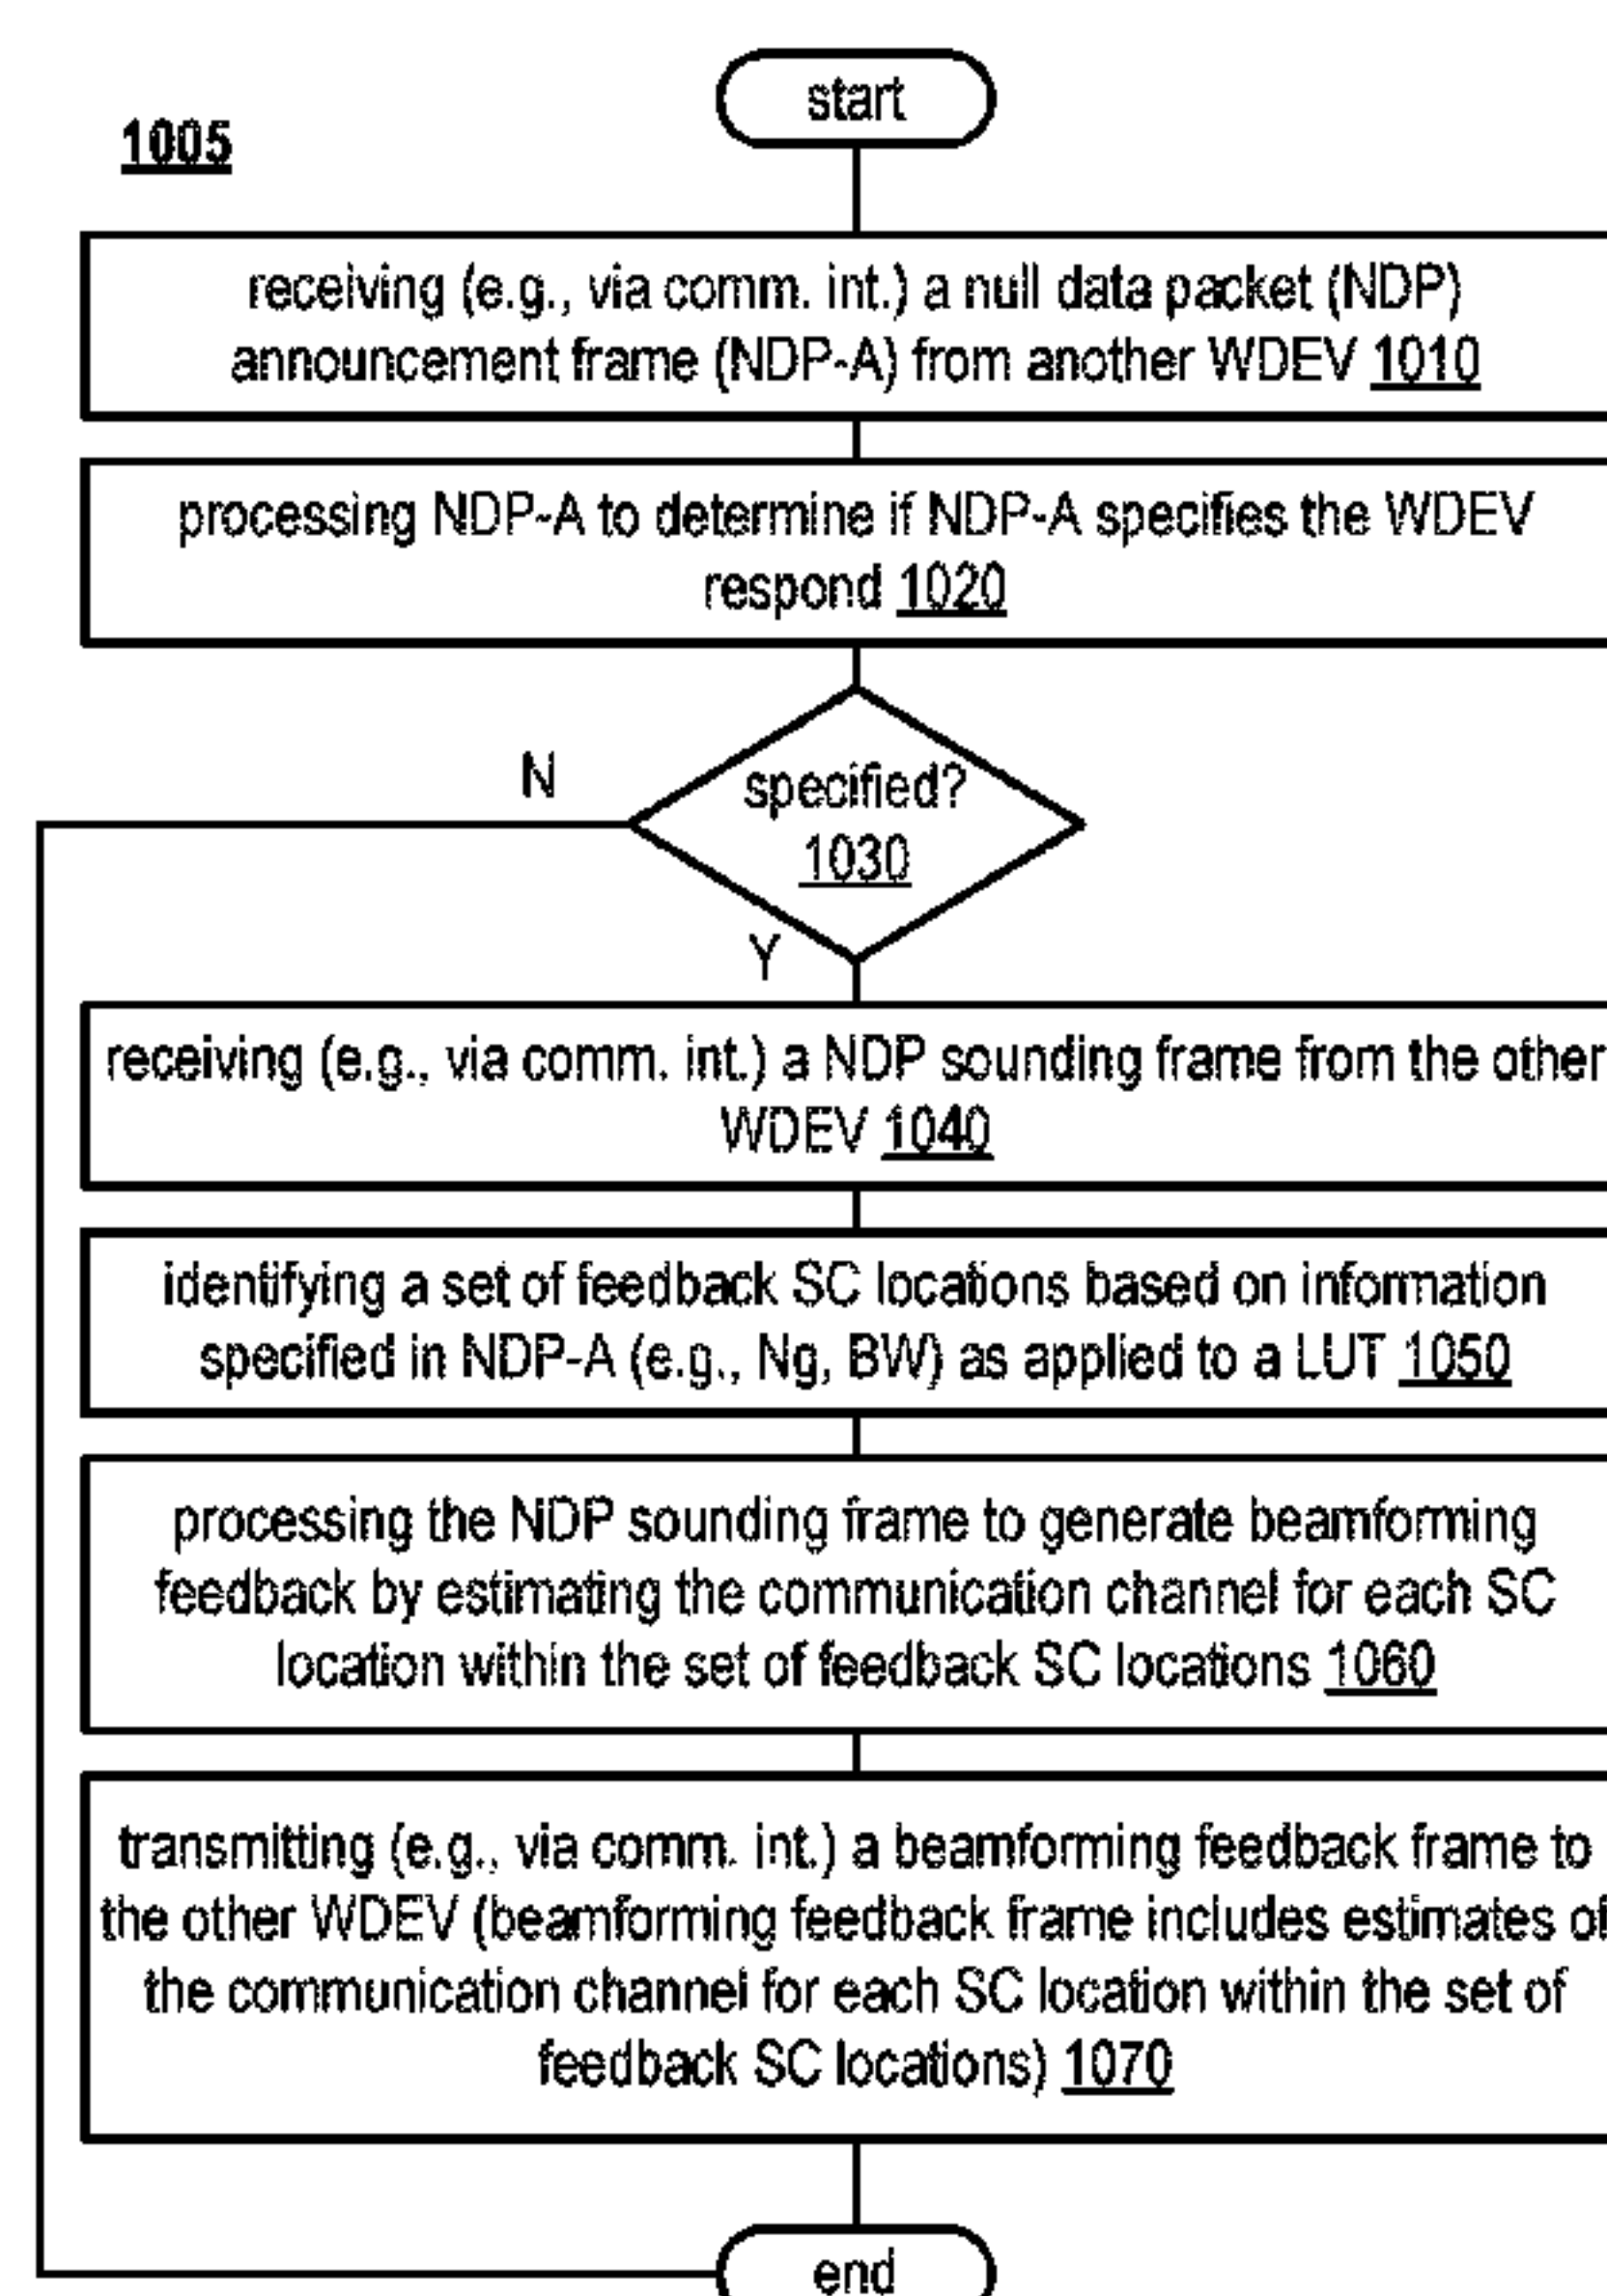 start
1005
receiving (e.g., via comm. int.) a null data packet (NDP)
announcement frame (NDP-A) from another WDEV 1010
processing NDP-A to determine if NDP-A specifies the WDEV
respond 1020
N
specified?
1030
Y
receiving (e.g., via comm. int.) a NDP sounding frame from the other
WDEV 1040
identifying a set of feedback SC locations based on information
specified in NDP-A (e.g., Ng, BW) as applied to a LUT 1050
processing the NDP sounding frame to generate beamforming
feedback by estimating the communication channel for each SC
location within the set of feedback SC locations 1060
transmitting (e.g., via comm. int.) a beamforming feedback frame to
the other WDEV (beamforming feedback frame includes estimates of
the communication channel for each SC location within the set of
feedback SC locations) 1070
end